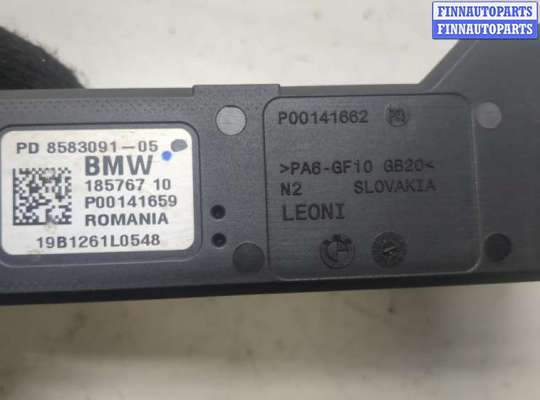 FINNAUTOPARTS
FINNAUTOPARTS
PD 8583091-05
BMW
185767 10
P00141659
ROMANIA
19B1261L0548
P00141662
>PA6-GF10 GB20<
N2 SLOVAKIA
LEONI